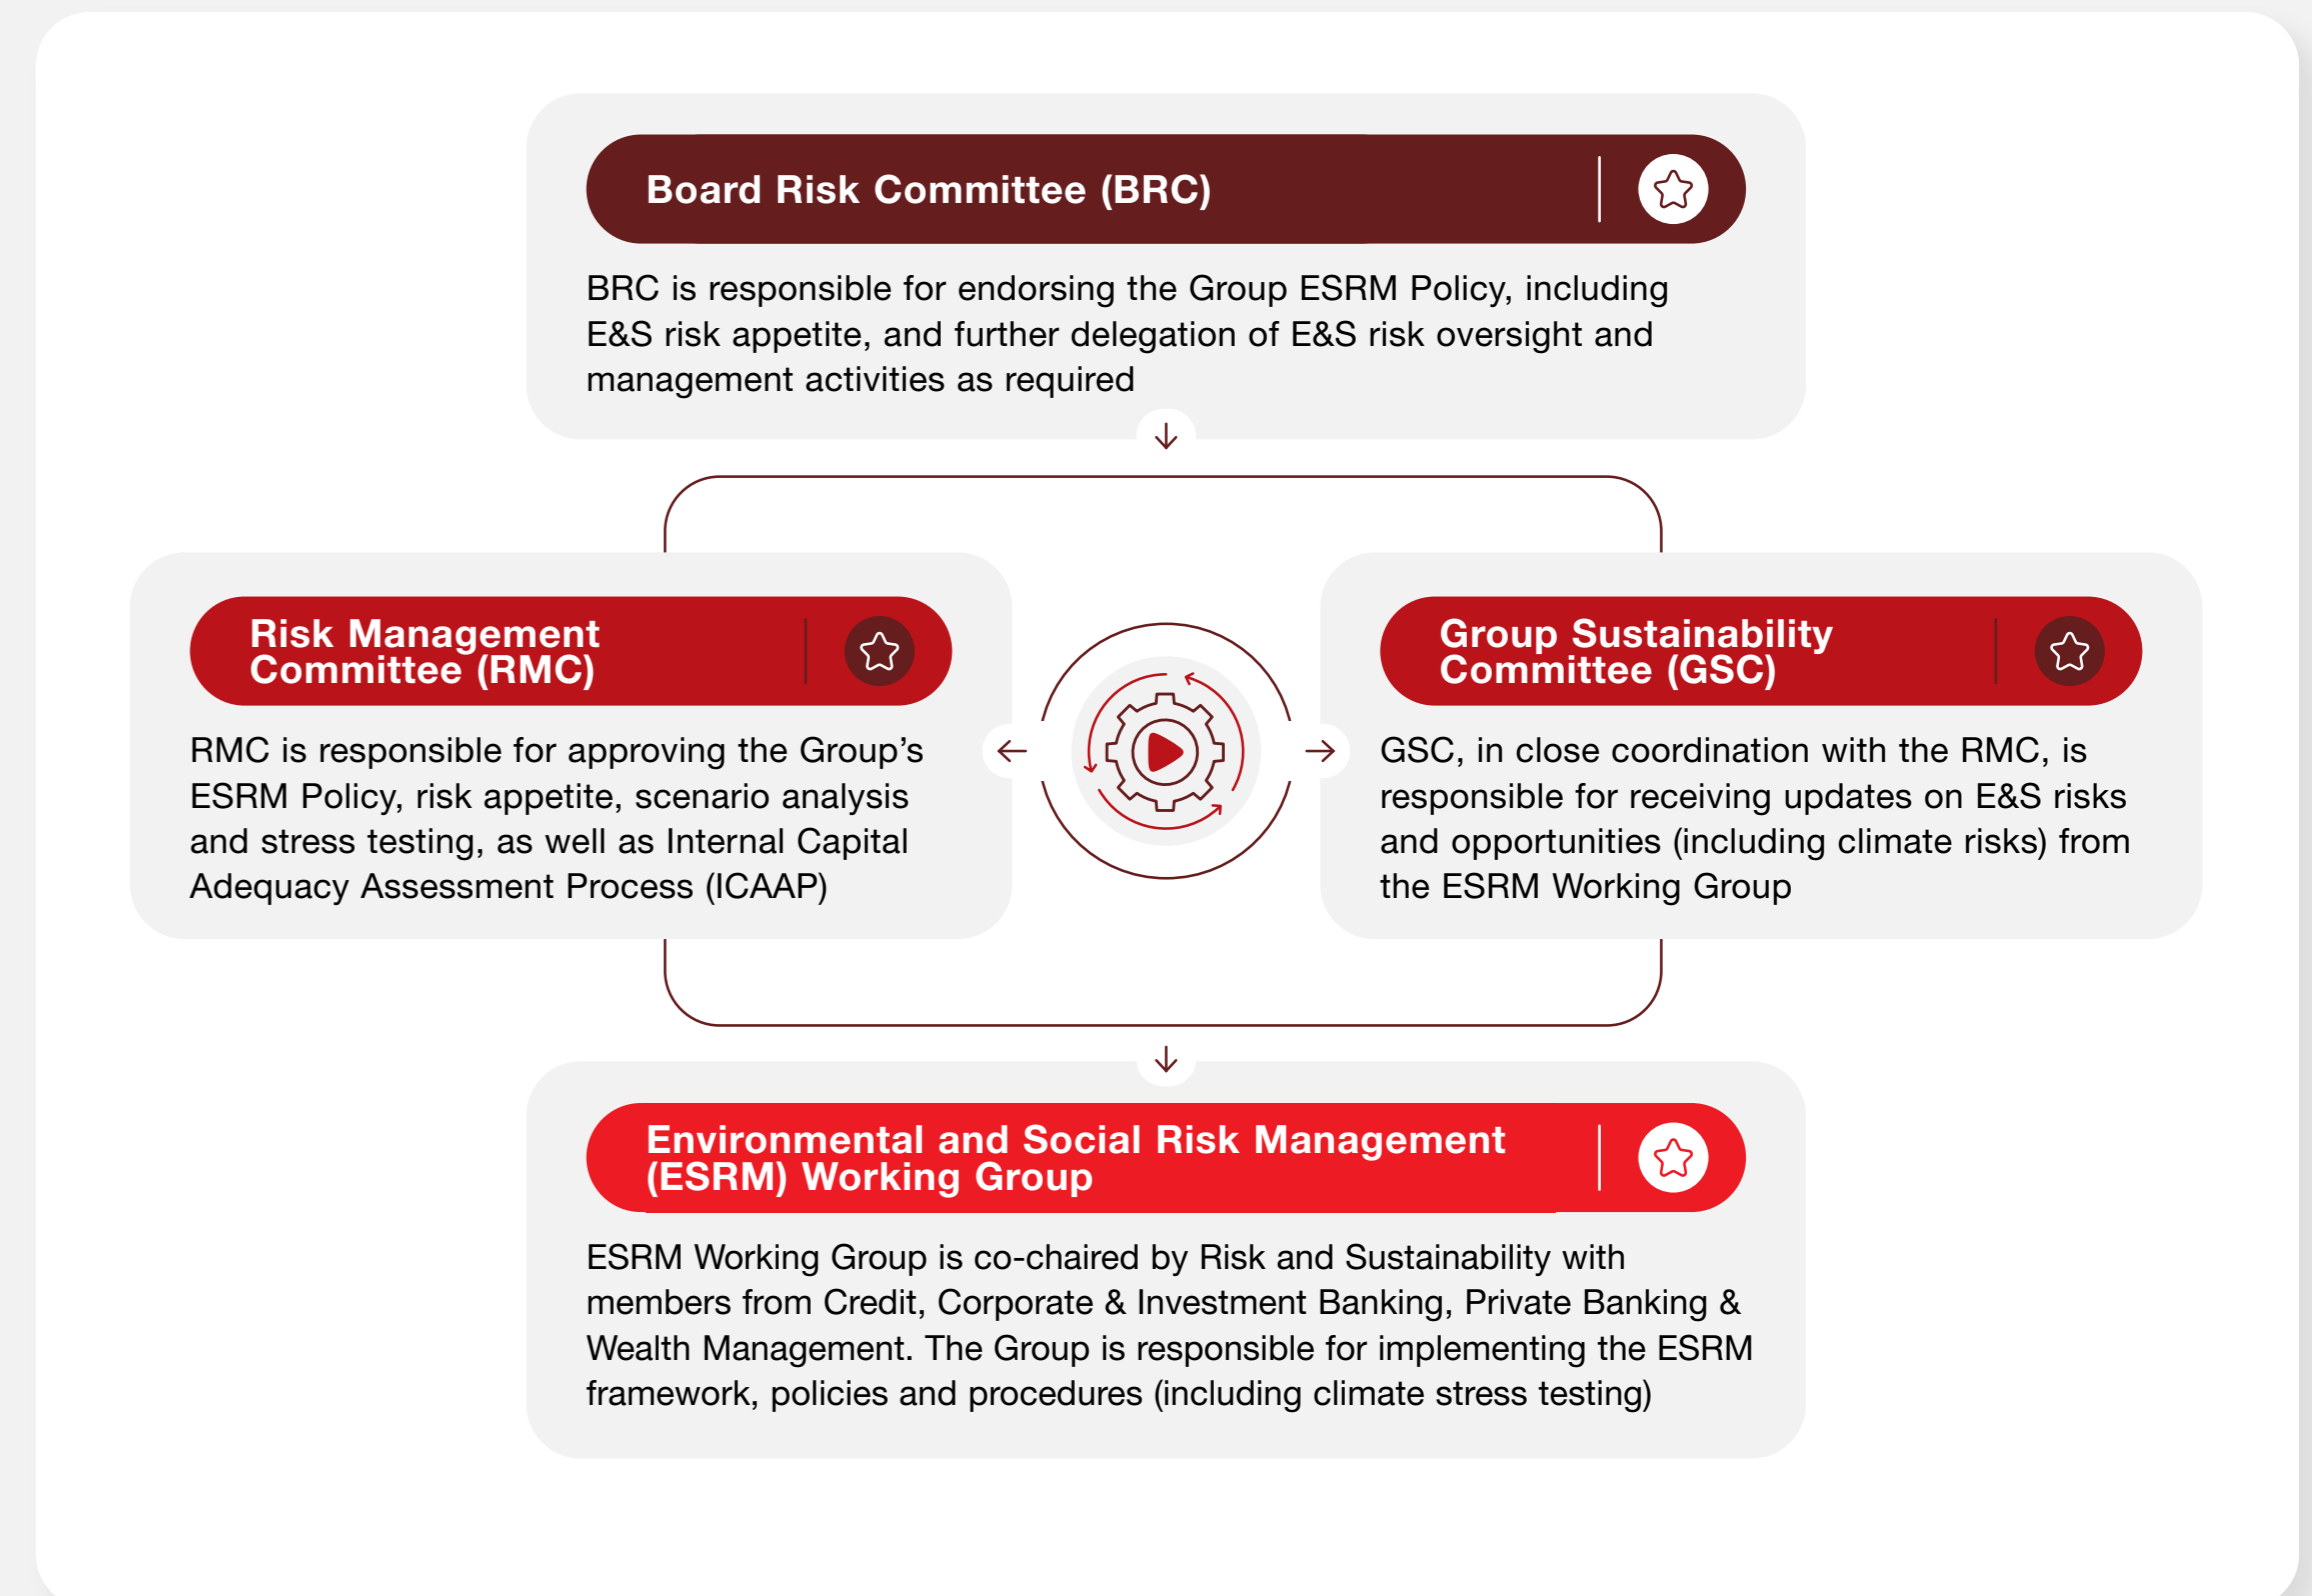 Board Risk Committee (BRC)
BRC is responsible for endorsing the Group ESRM Policy, including
E&S risk appetite, and further delegation of E&S risk oversight and
management activities as required
Risk Management
Committee (RMC)
RMC is responsible for approving the Group’s
ESRM Policy, risk appetite, scenario analysis
and stress testing, as well as Internal Capital
Adequacy Assessment Process (ICAAP)
Group Sustainability
Committee (GSC)
GSC, in close coordination with the RMC, is
responsible for receiving updates on E&S risks
and opportunities (including climate risks) from
the ESRM Working Group
Environmental and Social Risk Management
(ESRM) Working Group
ESRM Working Group is co-chaired by Risk and Sustainability with
members from Credit, Corporate & Investment Banking, Private Banking &
Wealth Management. The Group is responsible for implementing the ESRM
framework, policies and procedures (including climate stress testing)